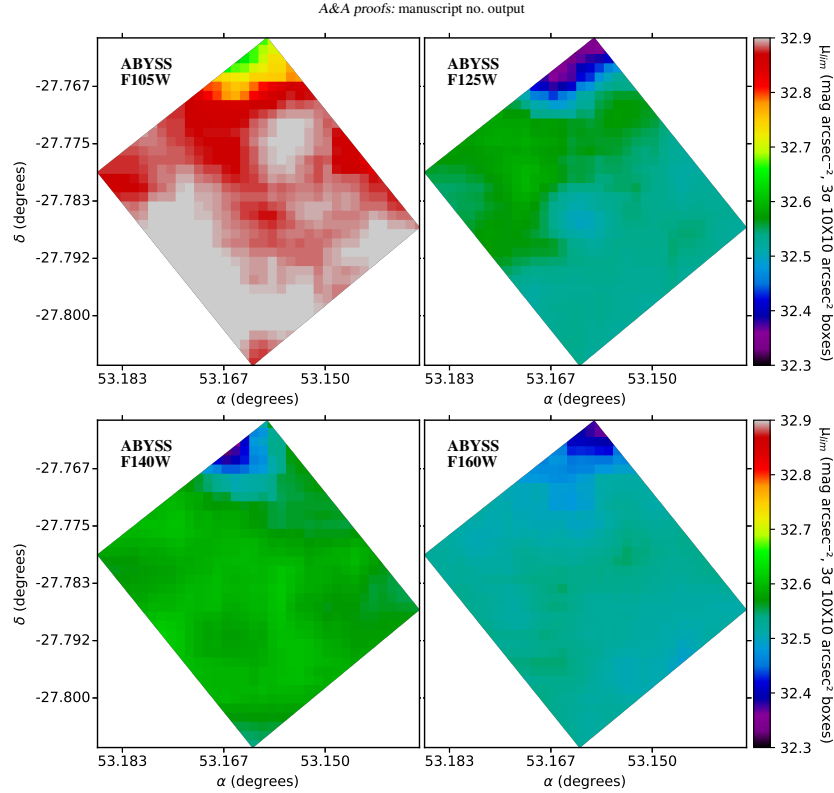 A&A proofs: manuscript no. output
ABYSS
F105W
ABYSS
F125W
-27.767
-27.775
-27.783
-27.792
-27.800
δ (degrees)
53.183 53.167 53.150
α (degrees)
53.183 53.167 53.150
α (degrees)
32.9
32.8
32.7
32.6
32.5
32.4
32.3
μlim (mag arcsec⁻², 3σ 10X10 arcsec² boxes)
ABYSS
F140W
ABYSS
F160W
-27.767
-27.775
-27.783
-27.792
-27.800
δ (degrees)
53.183 53.167 53.150
α (degrees)
53.183 53.167 53.150
α (degrees)
32.9
32.8
32.7
32.6
32.5
32.4
32.3
μlim (mag arcsec⁻², 3σ 10X10 arcsec² boxes)